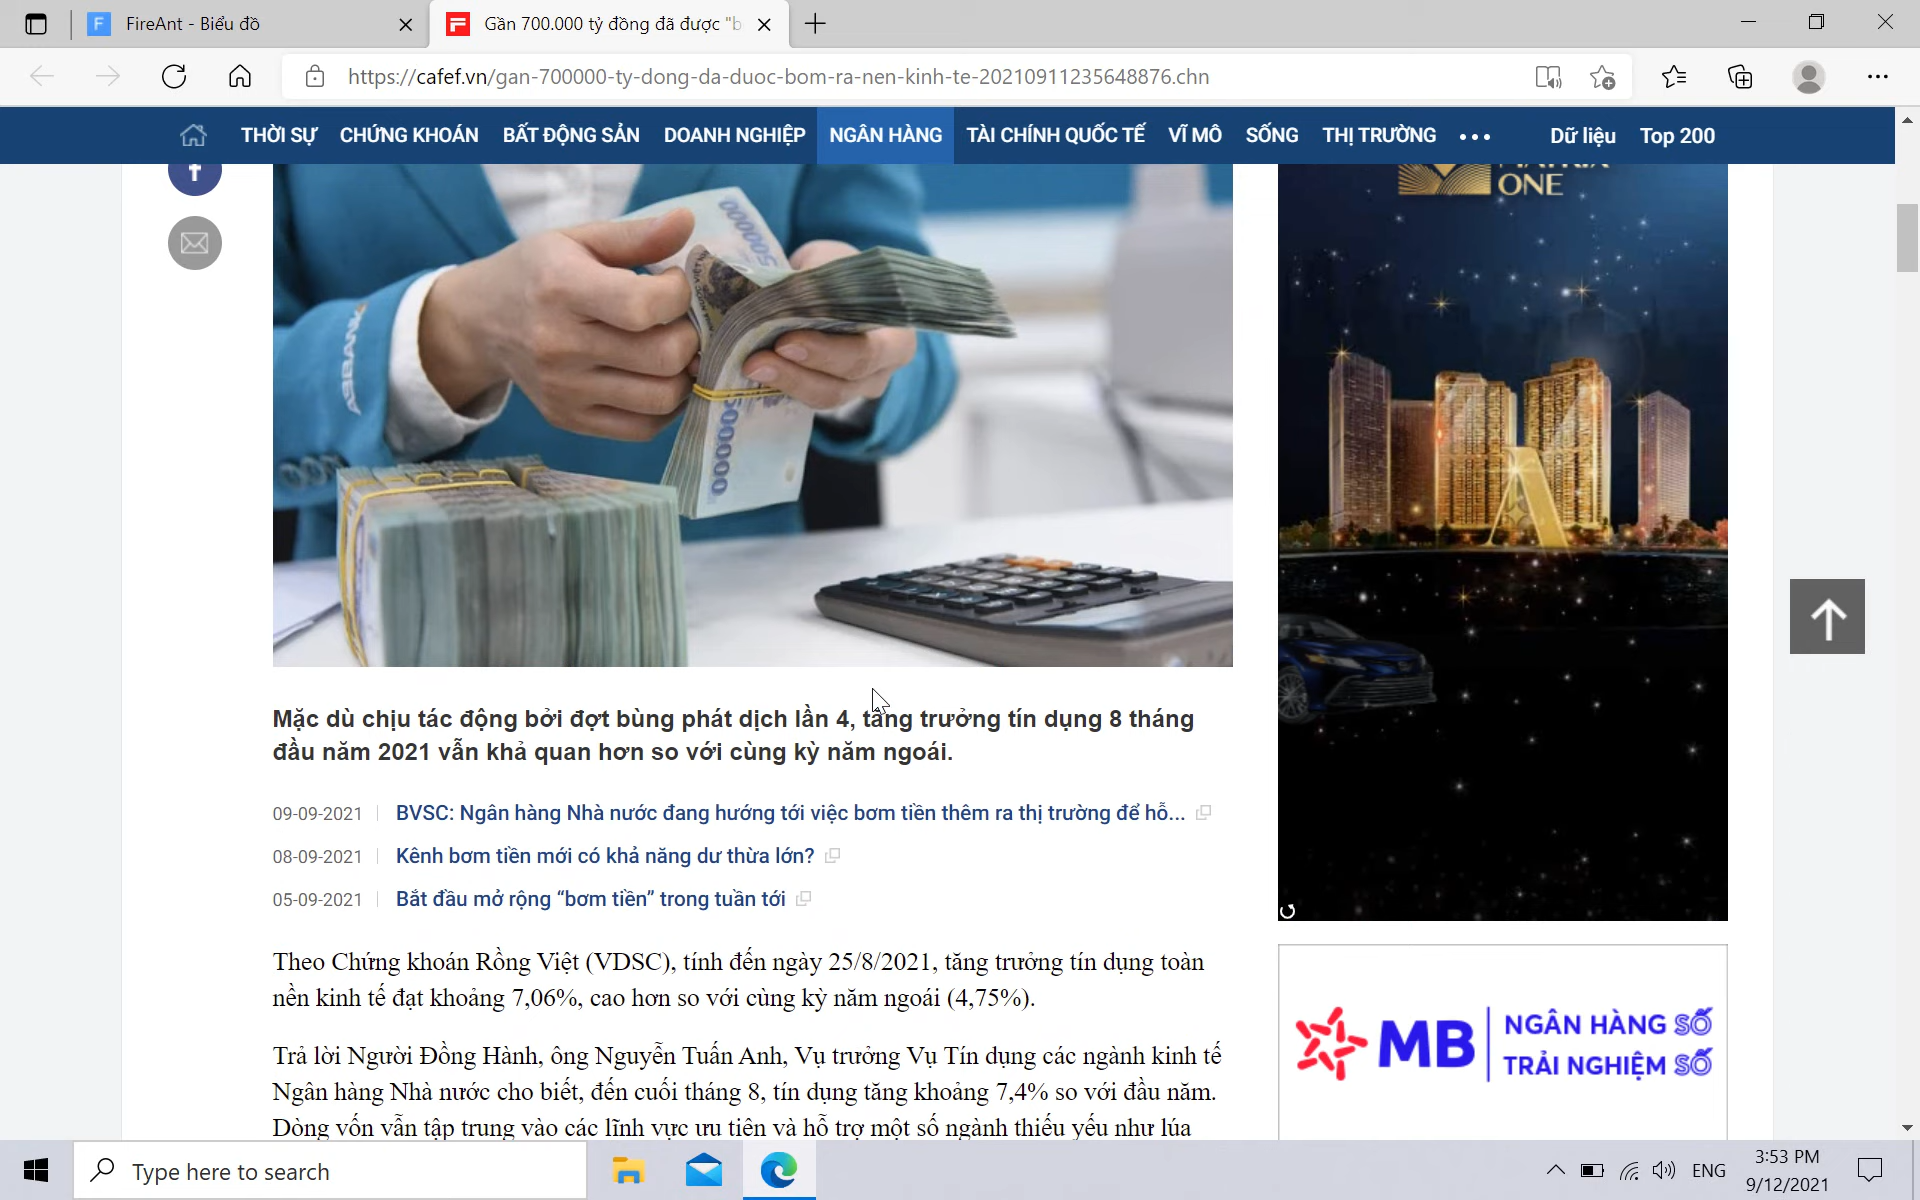 FireAnt - Biểu đồ
Gần 700.000 tỷ đồng đã được "b
https://cafef.vn/gan-700000-ty-dong-da-duoc-bom-ra-nen-kinh-te-20210911235648876.chn
THỜI SỰ CHỨNG KHOÁN BẤT ĐỘNG SẢN DOANH NGHIỆP NGÂN HÀNG TÀI CHÍNH QUỐC TẾ VĨ MÔ SỐNG THỊ TRƯỜNG ••• Dữ liệu Top 200
ONE
500000
ABBANK
500000
Mặc dù chịu tác động bởi đợt bùng phát dịch lần 4, tăng trưởng tín dụng 8 tháng
đầu năm 2021 vẫn khả quan hơn so với cùng kỳ năm ngoái.
09-09-2021 BVSC: Ngân hàng Nhà nước đang hướng tới việc bơm tiền thêm ra thị trường để hỗ...
08-09-2021 Kênh bơm tiền mới có khả năng dư thừa lớn?
05-09-2021 Bắt đầu mở rộng “bơm tiền” trong tuần tới
Theo Chứng khoán Rồng Việt (VDSC), tính đến ngày 25/8/2021, tăng trưởng tín dụng toàn
nền kinh tế đạt khoảng 7,06%, cao hơn so với cùng kỳ năm ngoái (4,75%).
Trả lời Người Đồng Hành, ông Nguyễn Tuấn Anh, Vụ trưởng Vụ Tín dụng các ngành kinh tế
Ngân hàng Nhà nước cho biết, đến cuối tháng 8, tín dụng tăng khoảng 7,4% so với đầu năm.
Dòng vốn vẫn tập trung vào các lĩnh vực ưu tiên và hỗ trợ một số ngành thiếu yếu như lúa
MB
NGÂN HÀNG SỐ
TRẢI NGHIỆM SỐ
Type here to search
ENG
3:53 PM
9/12/2021